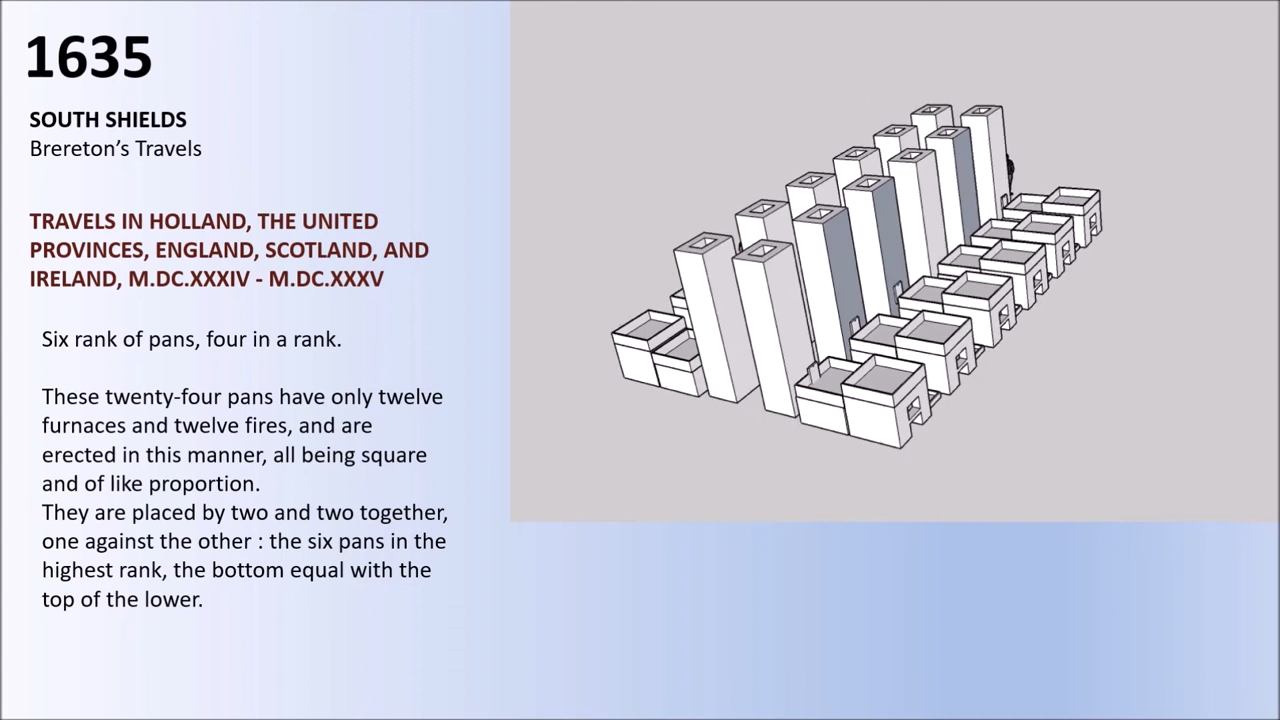 1635
SOUTH SHIELDS
Brereton’s Travels
TRAVELS IN HOLLAND, THE UNITED
PROVINCES, ENGLAND, SCOTLAND, AND
IRELAND, M.DC.XXXIV - M.DC.XXXV
Six rank of pans, four in a rank.
These twenty-four pans have only twelve
furnaces and twelve fires, and are
erected in this manner, all being square
and of like proportion.
They are placed by two and two together,
one against the other : the six pans in the
highest rank, the bottom equal with the
top of the lower.